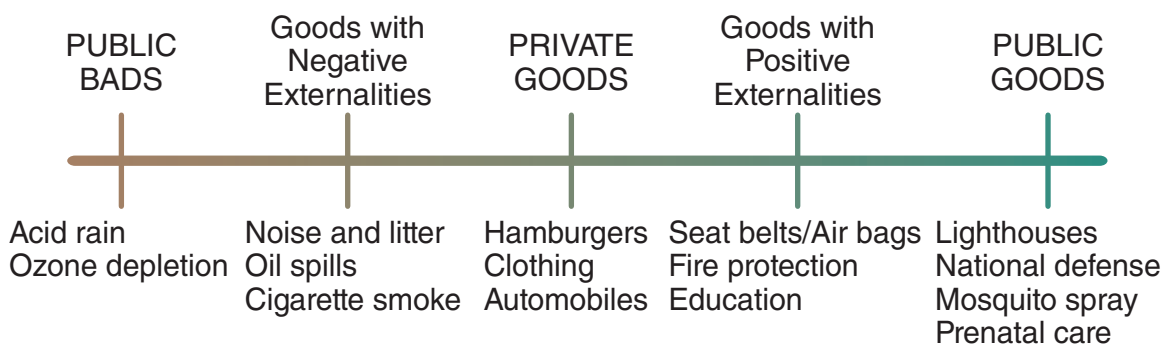 PUBLIC
BADS
Goods with
Negative
Externalities
PRIVATE
GOODS
Goods with
Positive
Externalities
PUBLIC
GOODS
Acid rain
Ozone depletion
Noise and litter
Oil spills
Cigarette smoke
Hamburgers
Clothing
Automobiles
Seat belts/Air bags
Fire protection
Education
Lighthouses
National defense
Mosquito spray
Prenatal care